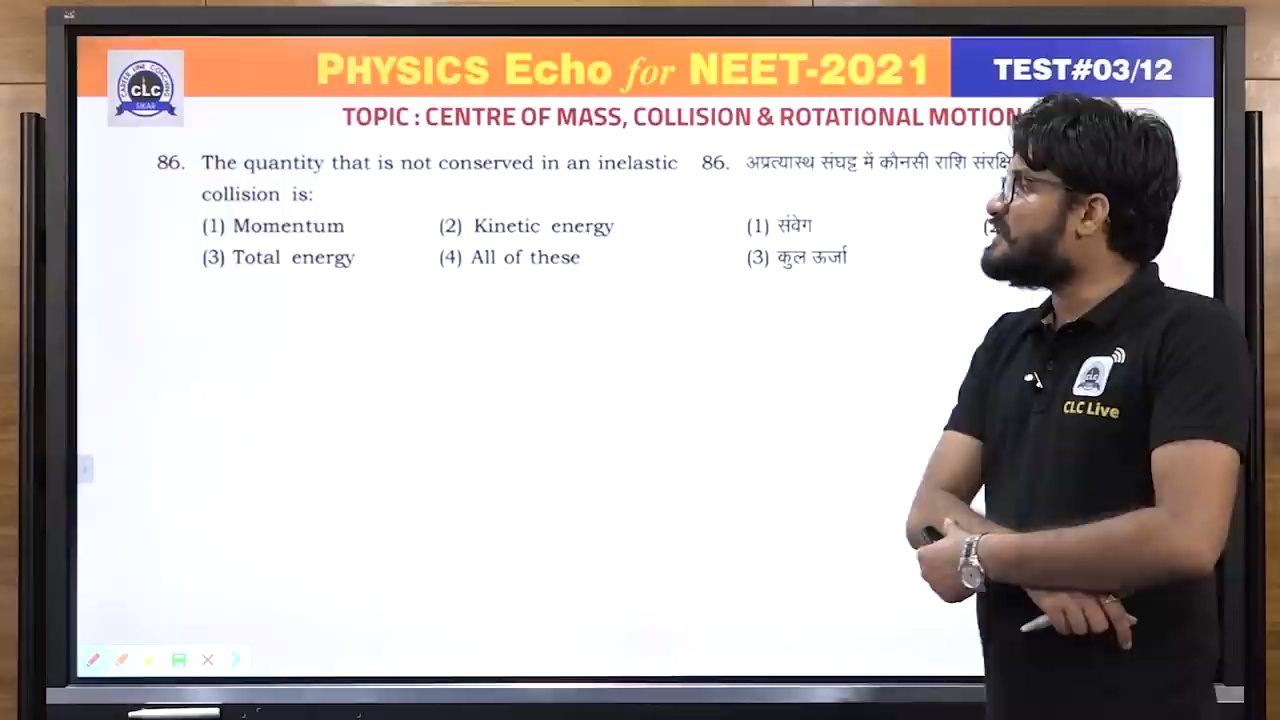 PHYSICS Echo for NEET-2021
TEST#03/12
CLC
SIKAR
TOPIC : CENTRE OF MASS, COLLISION & ROTATIONAL MOTION
86. The quantity that is not conserved in an inelastic
collision is:
(1) Momentum (2) Kinetic energy
(3) Total energy (4) All of these
86. अप्रत्यास्थ संघट्ट में कौनसी राशि
(1) संवेग
(3) कुल ऊर्जा
CLC Live